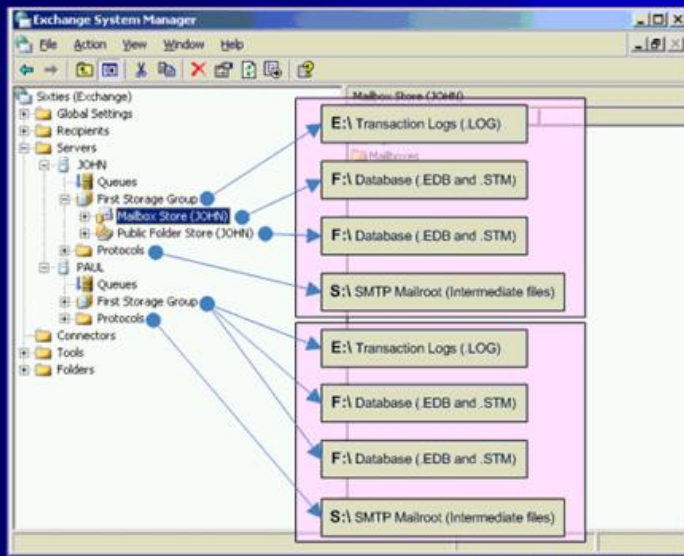 Exchange System Manager
File Action View Window Help
Sixties (Exchange)
Global Settings
Recipients
Servers
JOHN
Queues
First Storage Group
Mailbox Store (JOHN)
Public Folder Store (JOHN)
Protocols
PAUL
Queues
First Storage Group
Protocols
Connectors
Tools
Folders
Mailbox Store (JOHN)
Mailboxes
E:\ Transaction Logs (.LOG)
F:\ Database (.EDB and .STM)
F:\ Database (.EDB and .STM)
S:\ SMTP Mailroot (Intermediate files)
E:\ Transaction Logs (.LOG)
F:\ Database (.EDB and .STM)
F:\ Database (.EDB and .STM)
S:\ SMTP Mailroot (Intermediate files)